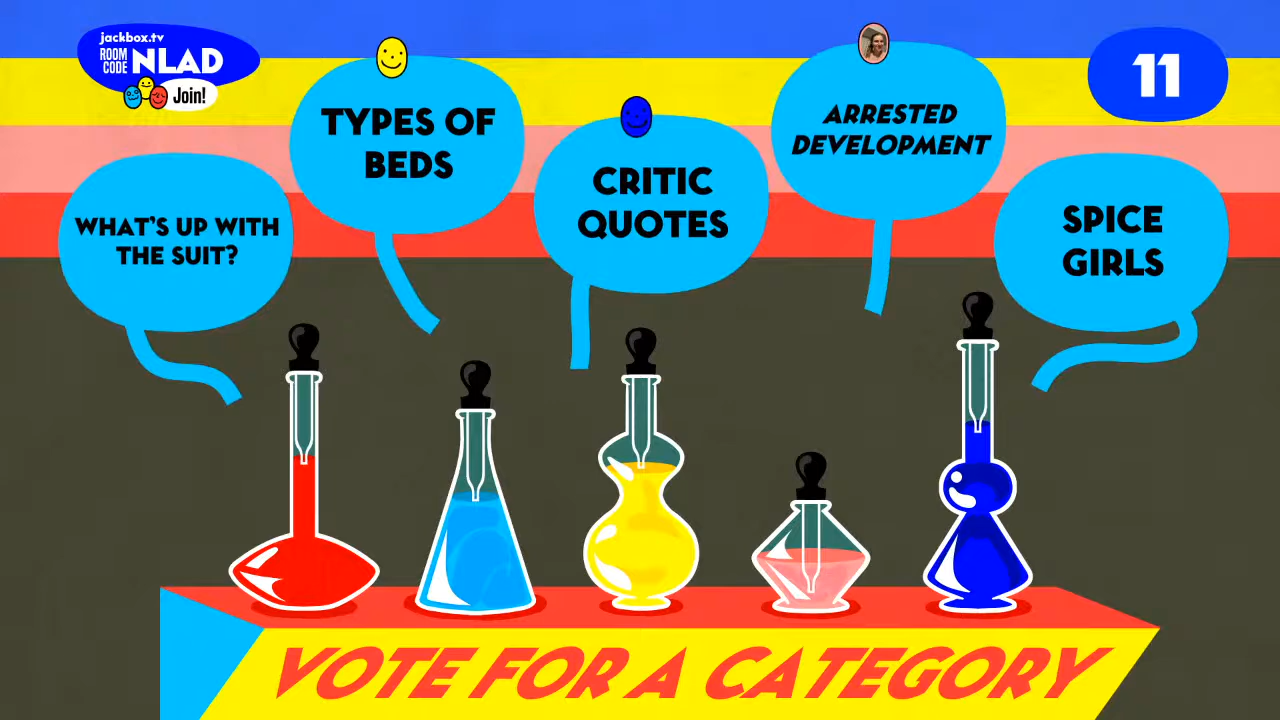 jackbox.tv
ROOM
CODE
NLAD
Join!
11
WHAT'S UP WITH
THE SUIT?
TYPES OF
BEDS
CRITIC
QUOTES
ARRESTED
DEVELOPMENT
SPICE
GIRLS
VOTE FOR A CATEGORY